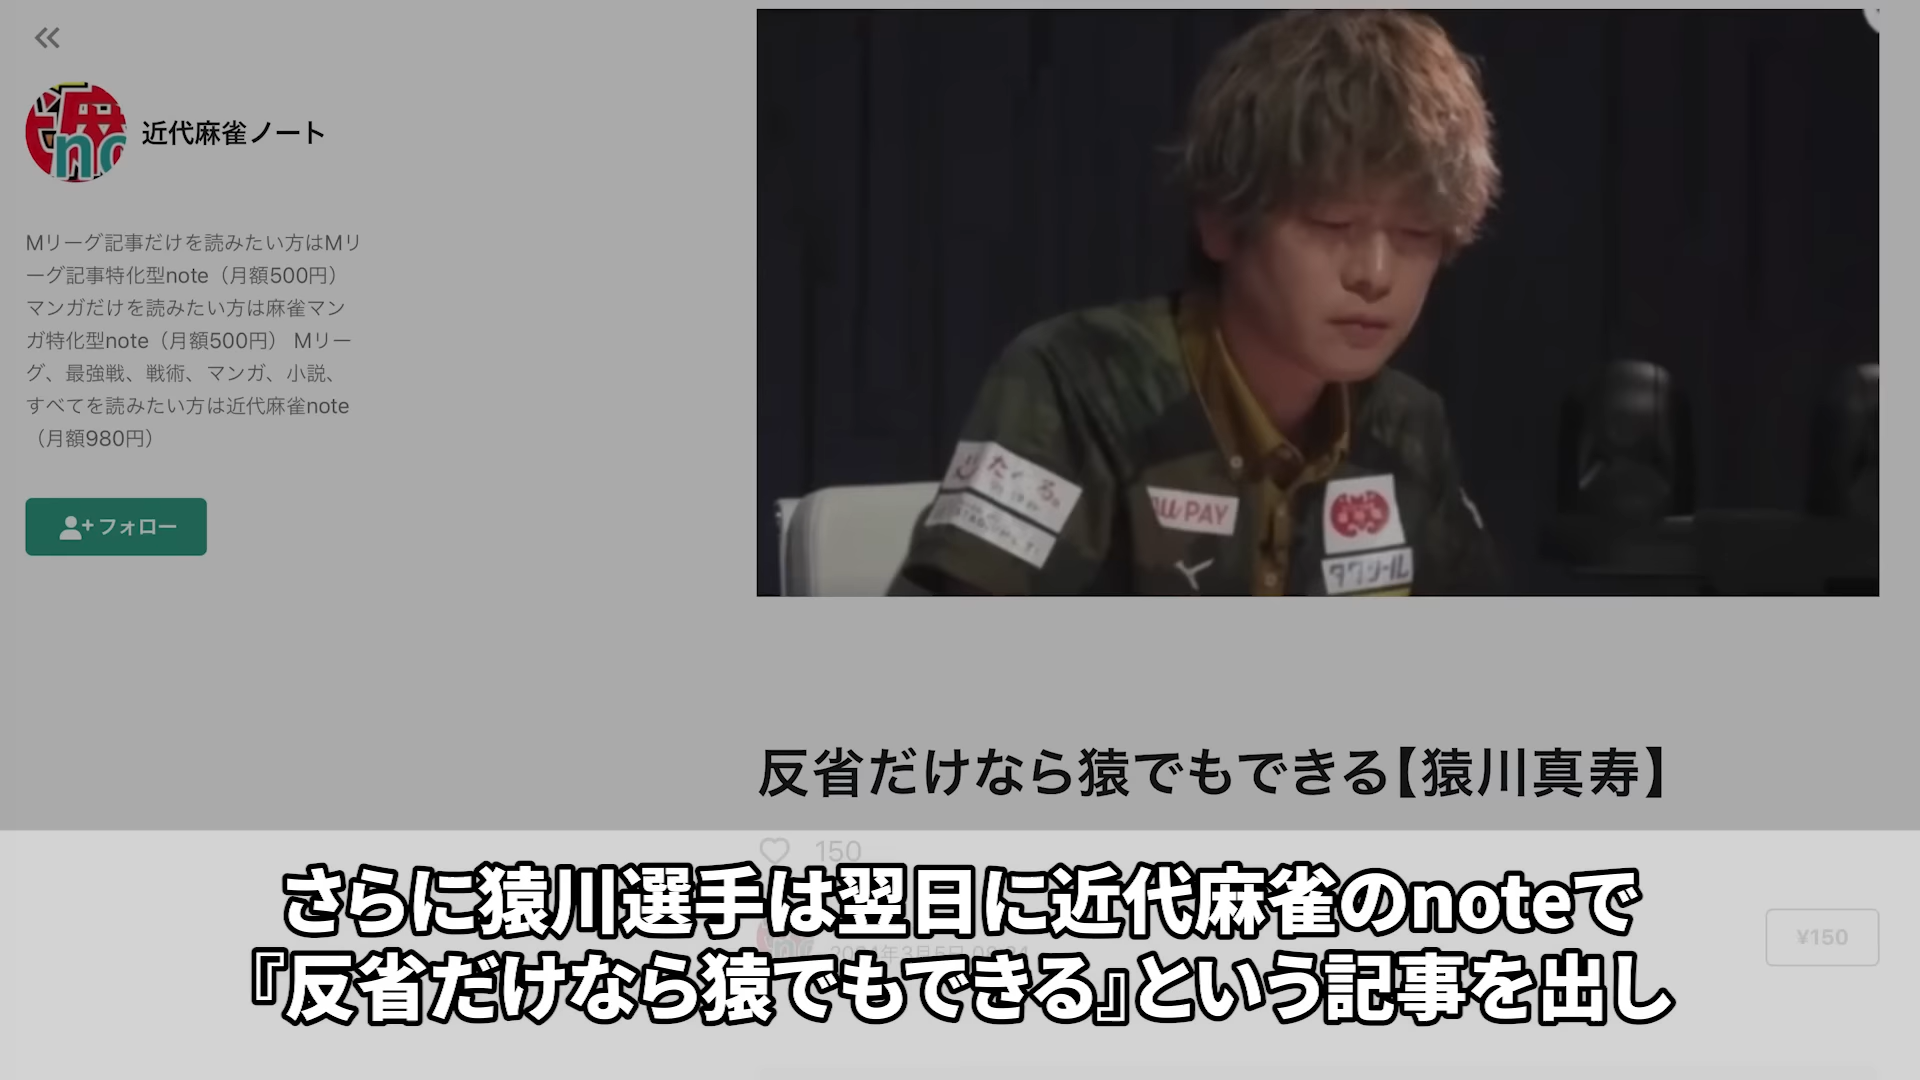 近代麻雀ノート
Mリーグ記事だけを読みたい方はMリ
ーグ記事特化型note（月額500円）
マンガだけを読みたい方は麻雀マン
ガ特化型note（月額500円） Mリー
グ、最強戦、戦術、マンガ、小説、
すべてを読みたい方は近代麻雀note
（月額980円）
フォロー
PAY
タケソール
反省だけなら猿でもできる【猿川真寿】
150
さらに猿川選手は翌日に近代麻雀のnoteで
『反省だけなら猿でもできる』という記事を出し
¥150